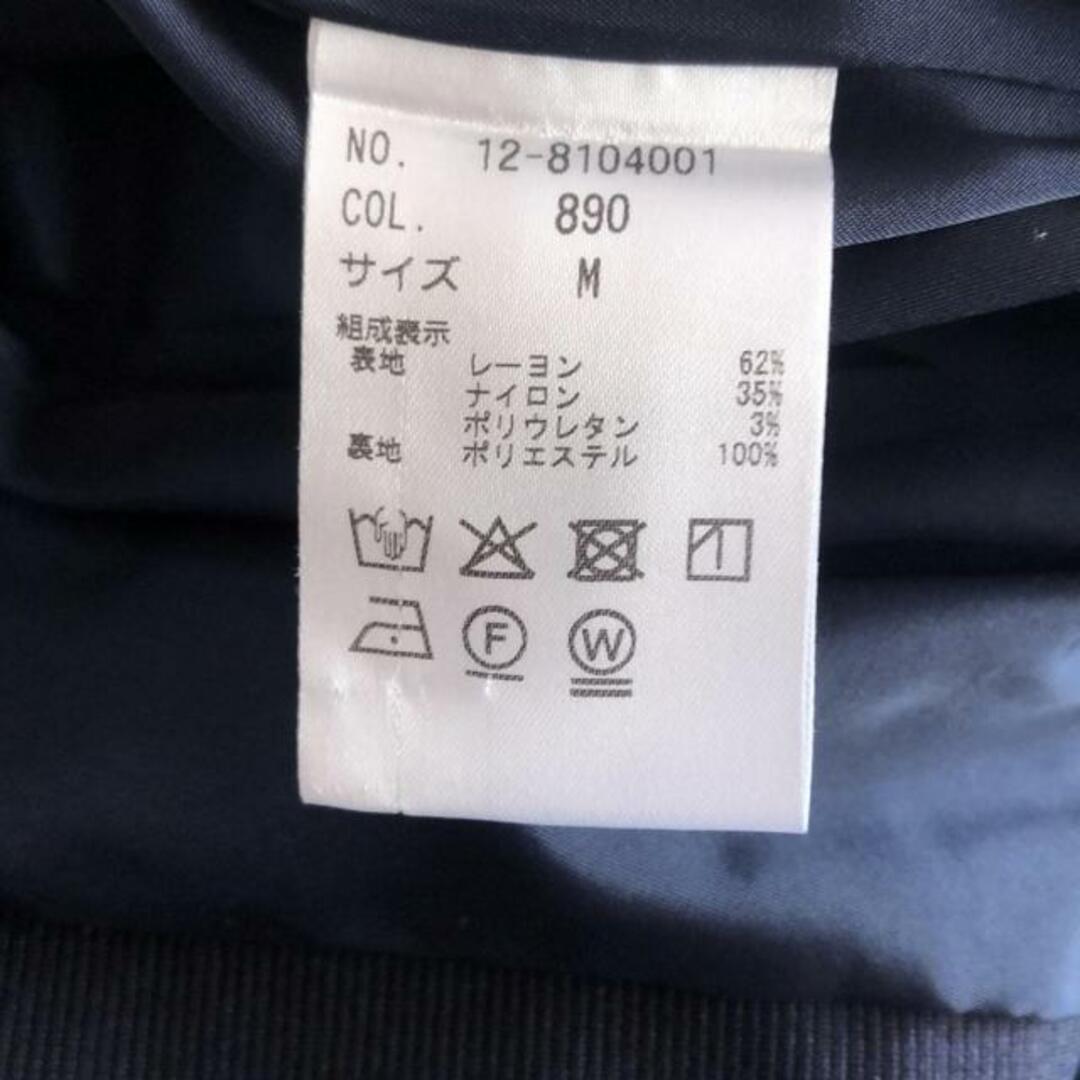 NO. 12-8104001
COL. 890
サイズ M
組成表示
表地 レーヨン 62%
ナイロン 35%
ポリウレタン 3%
裏地 ポリエステル 100%
F W